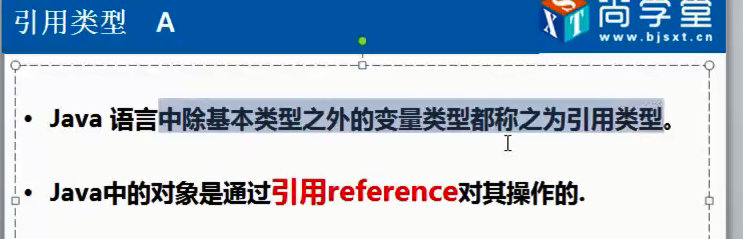 引用类型 A
尚学堂
SXT
www.bjsxt.cn
• Java 语言中除基本类型之外的变量类型都称之为引用类型。
• Java中的对象是通过引用reference对其操作的.